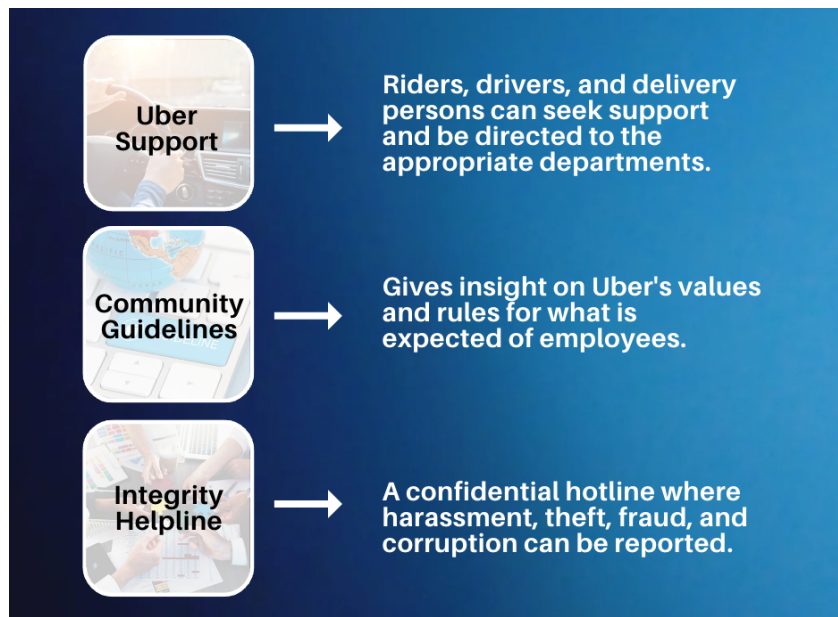 Uber
Support
Riders, drivers, and delivery
persons can seek support
and be directed to the
appropriate departments.
Community
Guidelines
Gives insight on Uber's values
and rules for what is
expected of employees.
Integrity
Helpline
A confidential hotline where
harassment, theft, fraud, and
corruption can be reported.